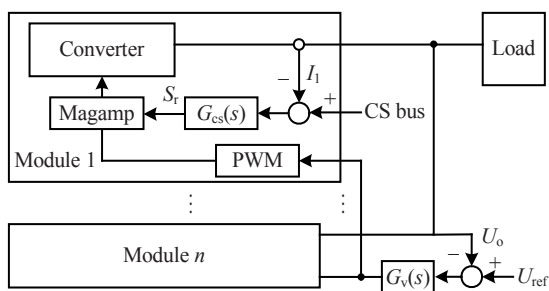 Converter
Load
I1
−
Sr
Magamp
Gcs(s)
+
CS bus
Module 1
PWM
Module n
Uo
−
+
Gv(s)
Uref